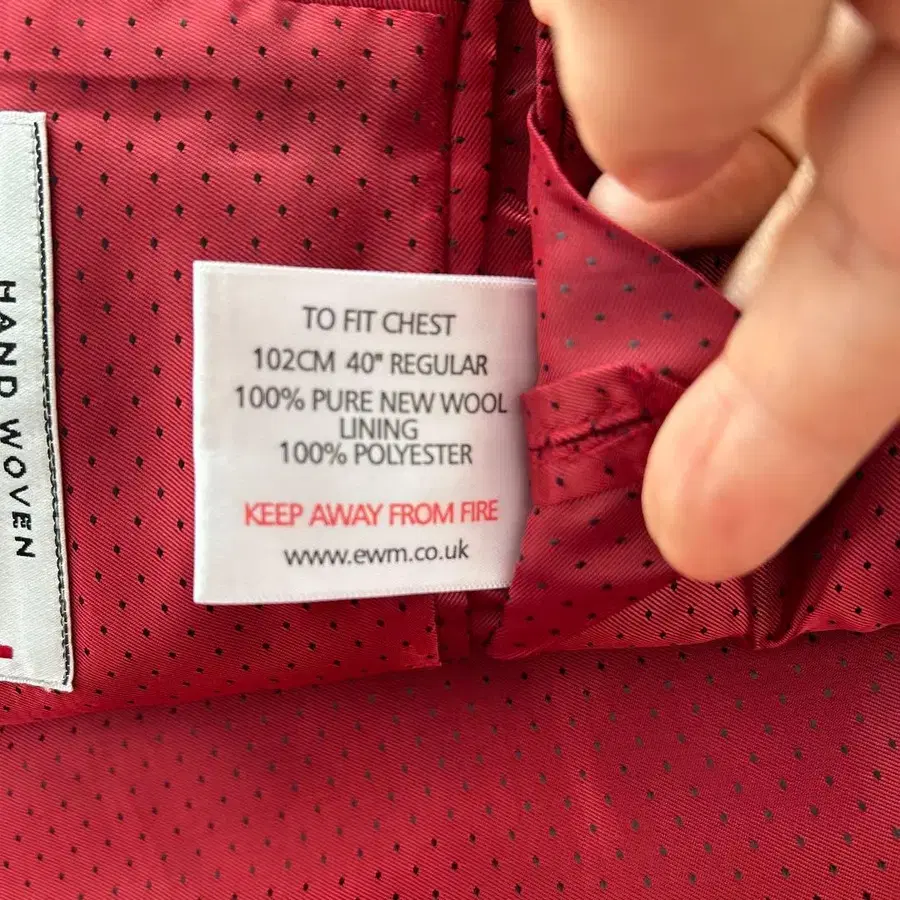 HAND WOVEN
TO FIT CHEST
102CM 40" REGULAR
100% PURE NEW WOOL
LINING
100% POLYESTER
KEEP AWAY FROM FIRE
www.ewm.co.uk